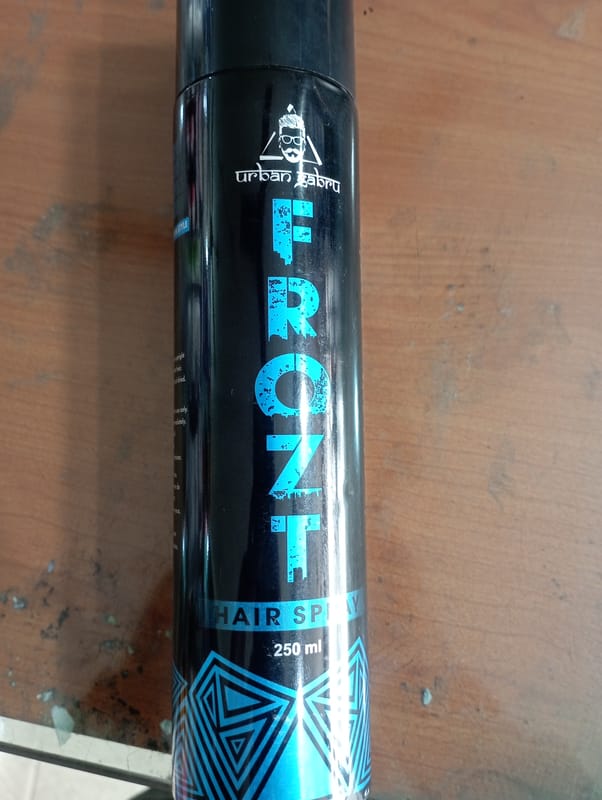 urban gabru
FROZT
HAIR SPRAY
250 ml